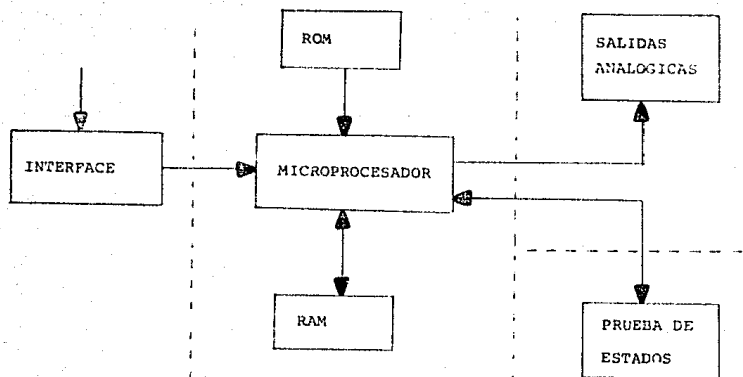 ROM
SALIDAS
ANALOGICAS
INTERFACE
MICROPROCESADOR
RAM
PRUEBA DE
ESTADOS